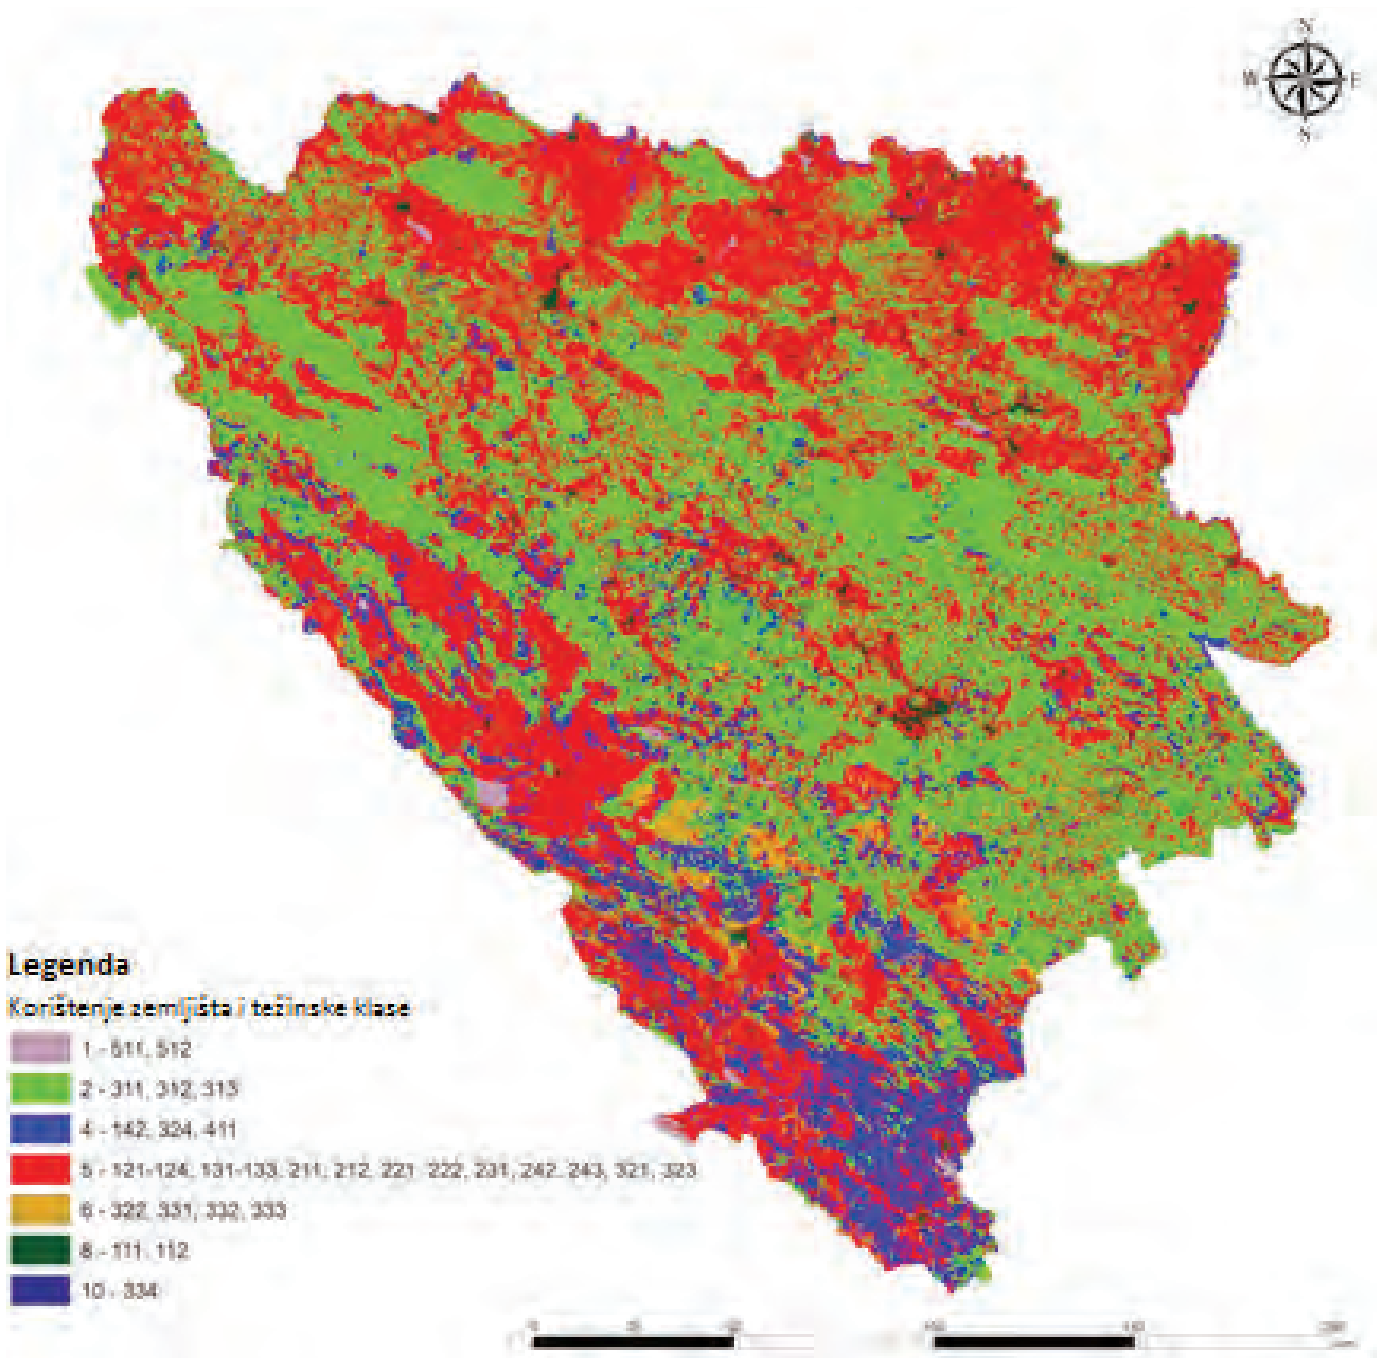 N
W E
S
Legenda
Korištenje zemljišta i težinske klase
1 - 511, 512
2 - 311, 312, 313
4 - 142, 324, 411
5 - 121-124, 131-133, 211, 212, 221 222, 231, 242, 243, 321, 323
6 - 322, 331, 332, 333
8 - 111, 112
10 - 334